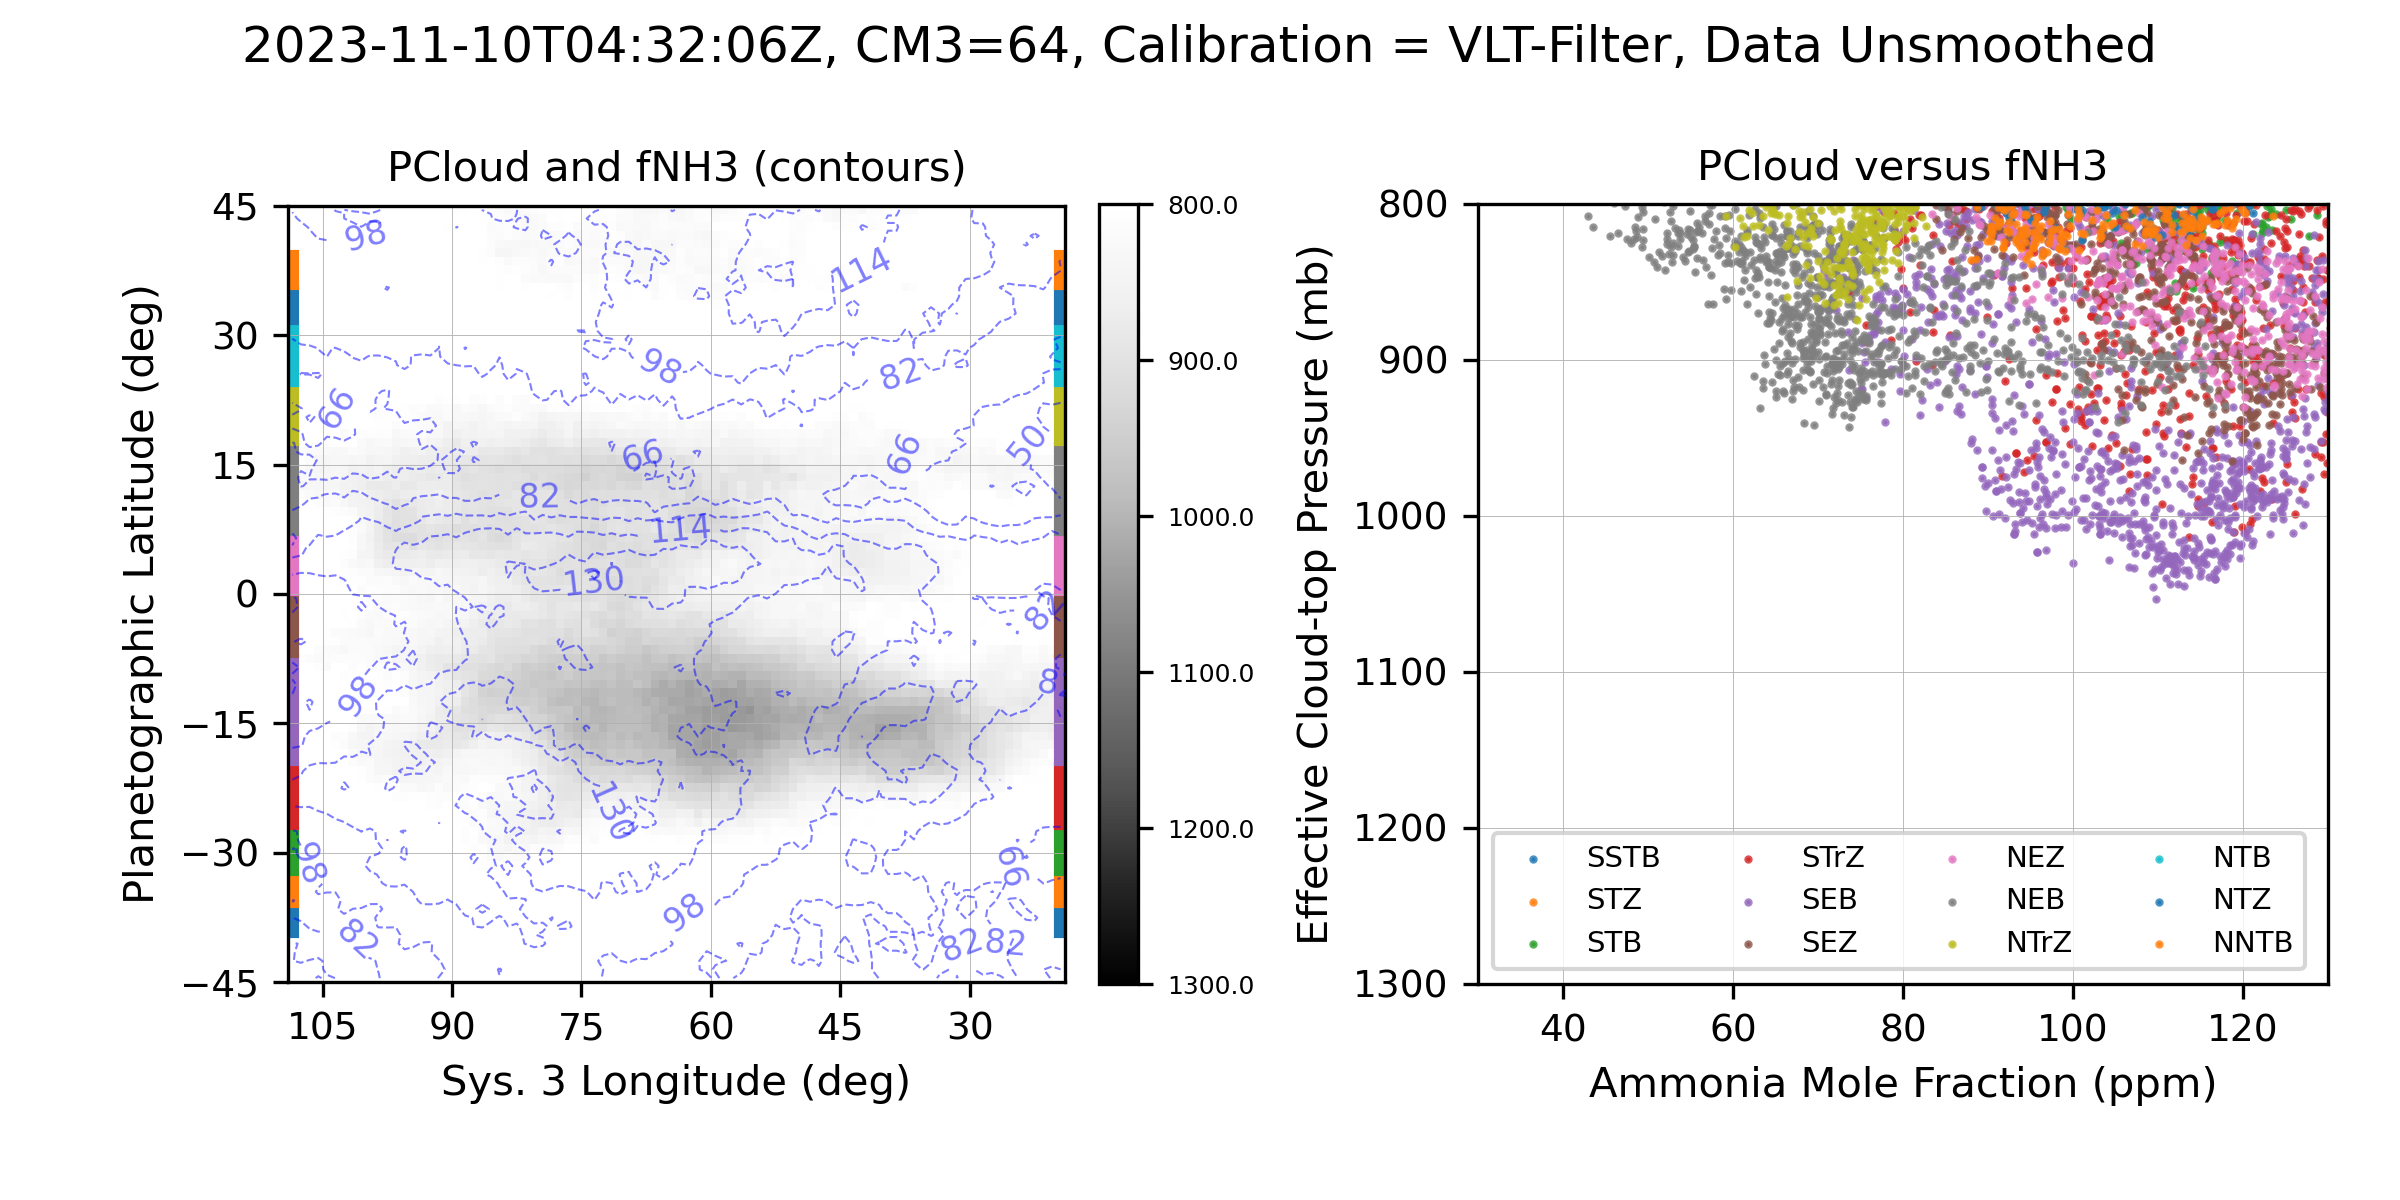 2023-11-10T04:32:06Z, CM3=64, Calibration = VLT-Filter, Data Unsmoothed
PCloud and fNH3 (contours)
PCloud versus fNH3
Planetographic Latitude (deg)
45
30
15
0
−15
−30
−45
105
90
75
60
45
30
Sys. 3 Longitude (deg)
98
114
98
82
66
66
66
50
82
114
130
82
98
130
98
66
98
82
8282
800.0
900.0
1000.0
1100.0
1200.0
1300.0
Effective Cloud-top Pressure (mb)
800
900
1000
1100
1200
1300
40
60
80
100
120
Ammonia Mole Fraction (ppm)
SSTB
STZ
STB
STrZ
SEB
SEZ
NEZ
NEB
NTrZ
NTB
NTZ
NNTB